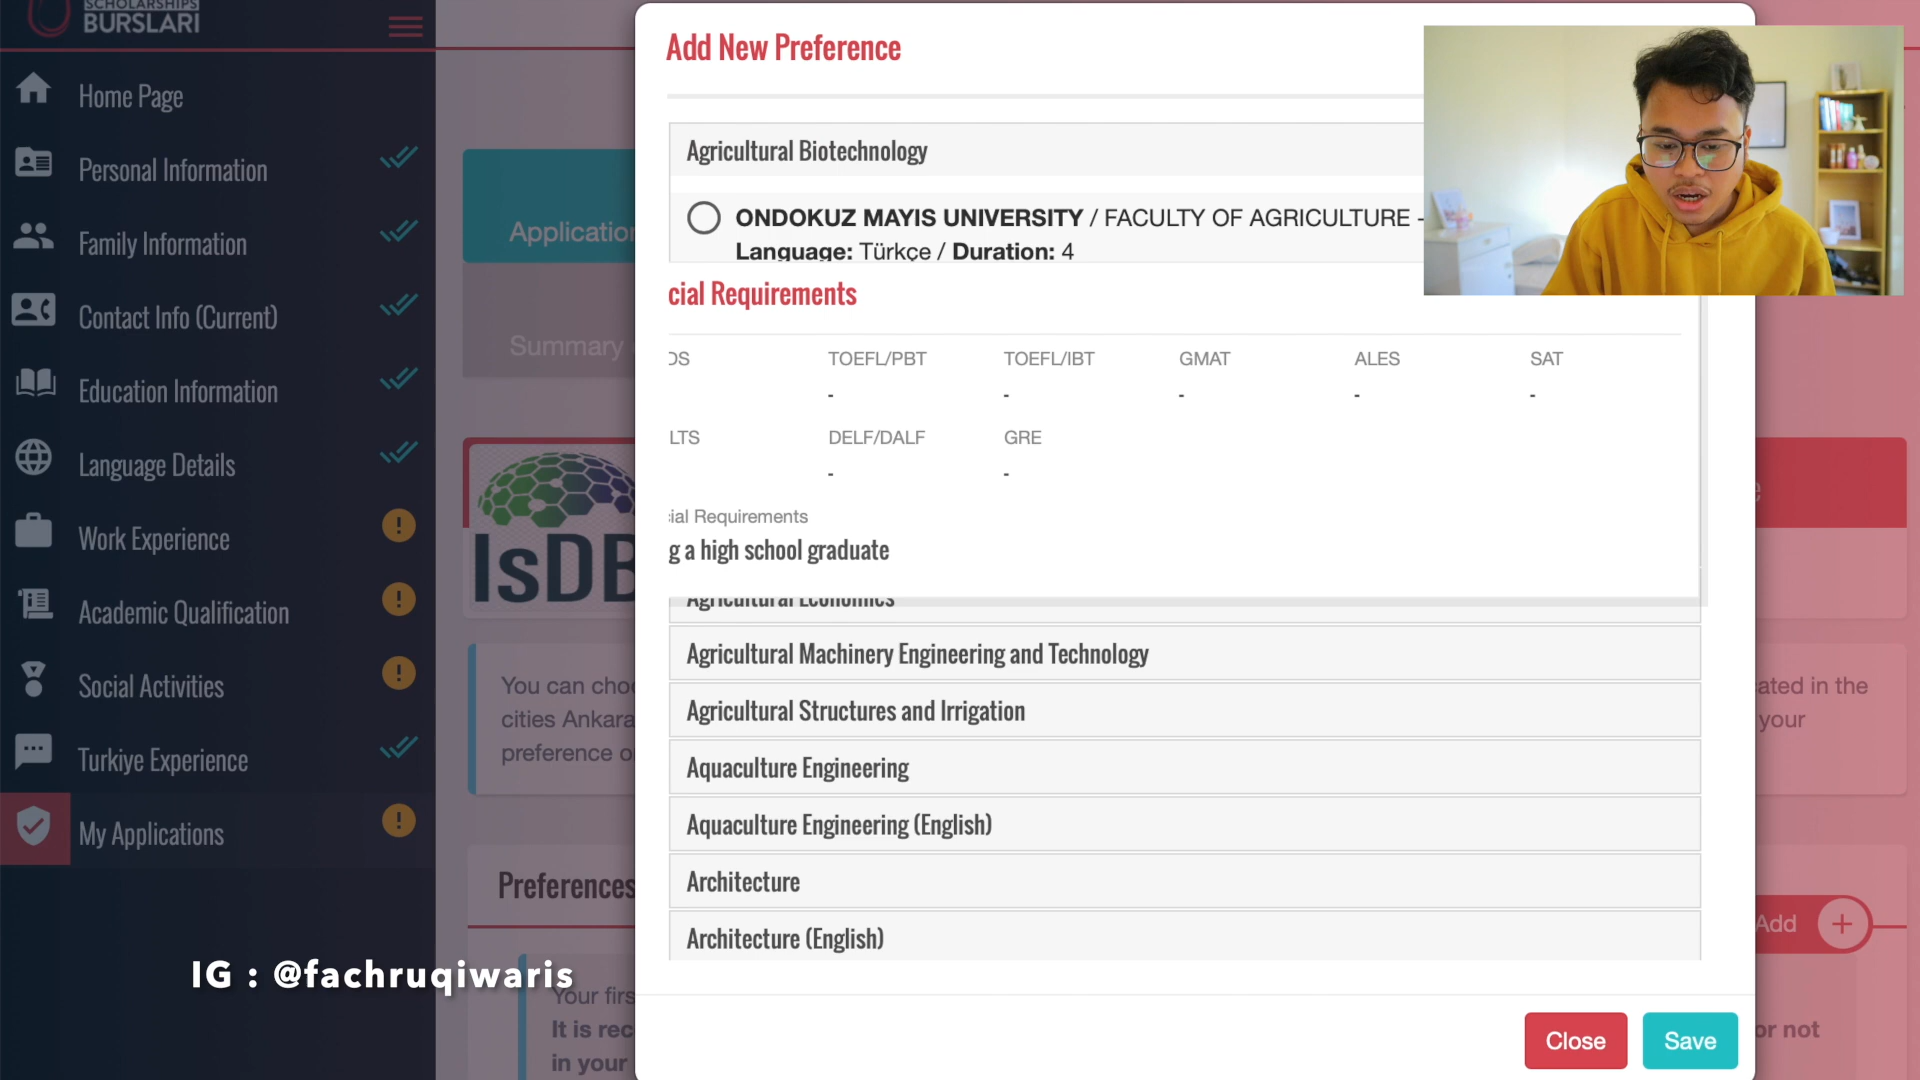 SCHOLARSHIPS
BURSLARI
Home Page
Personal Information
Family Information
Contact Info (Current)
Education Information
Language Details
Work Experience
Academic Qualification
Social Activities
Turkiye Experience
My Applications
Application
Summary
IsDB
You can cho
cities Ankara
preference o
Preferences
Your firs
It is rec
in your
Add New Preference
Agricultural Biotechnology
ONDOKUZ MAYIS UNIVERSITY / FACULTY OF AGRICULTURE -
Language: Türkçe / Duration: 4
cial Requirements
DS TOEFL/PBT TOEFL/IBT GMAT ALES SAT
- - - - -
LTS DELF/DALF GRE
- -
ial Requirements
g a high school graduate
Agricultural Economics
Agricultural Machinery Engineering and Technology
Agricultural Structures and Irrigation
Aquaculture Engineering
Aquaculture Engineering (English)
Architecture
Architecture (English)
Close Save
ated in the
your
Add
or not
IG : @fachruqiwaris